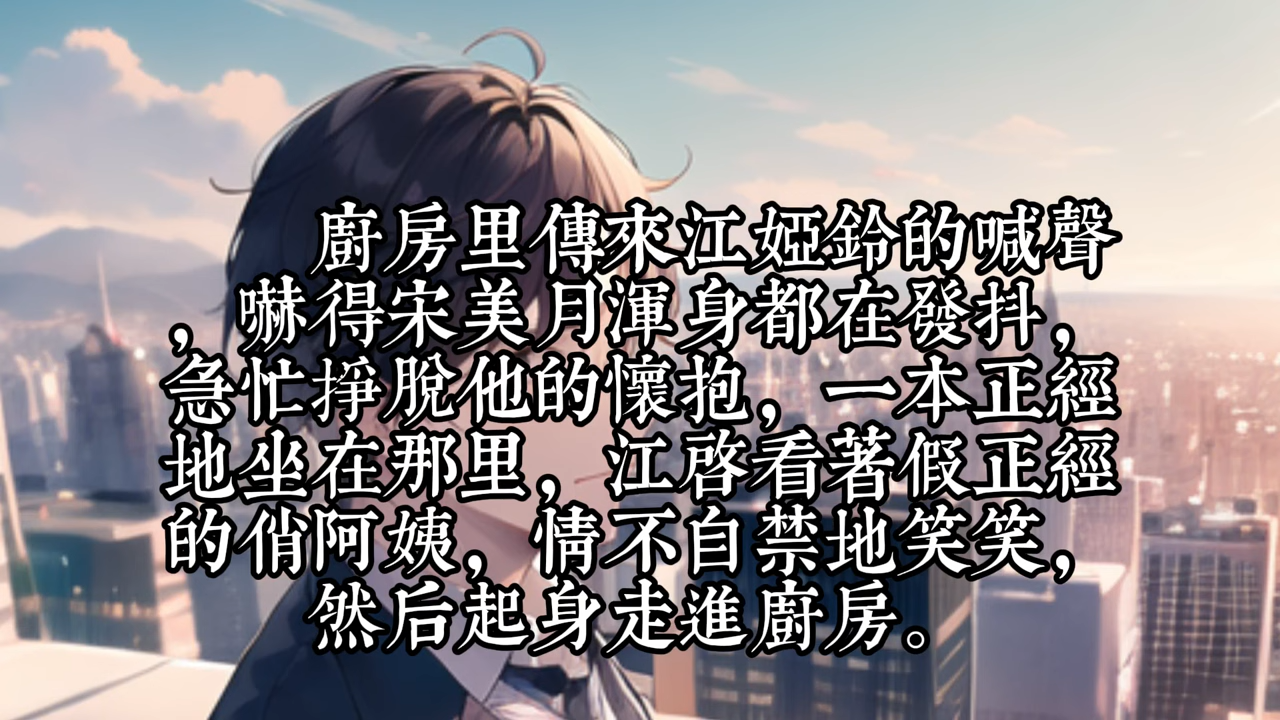 廚房里傳來江婭鈴的喊聲
，嚇得宋美月渾身都在發抖，
急忙掙脫他的懷抱，一本正經
地坐在那里，江啓看著假正經
的俏阿姨，情不自禁地笑笑，
然后起身走進廚房。